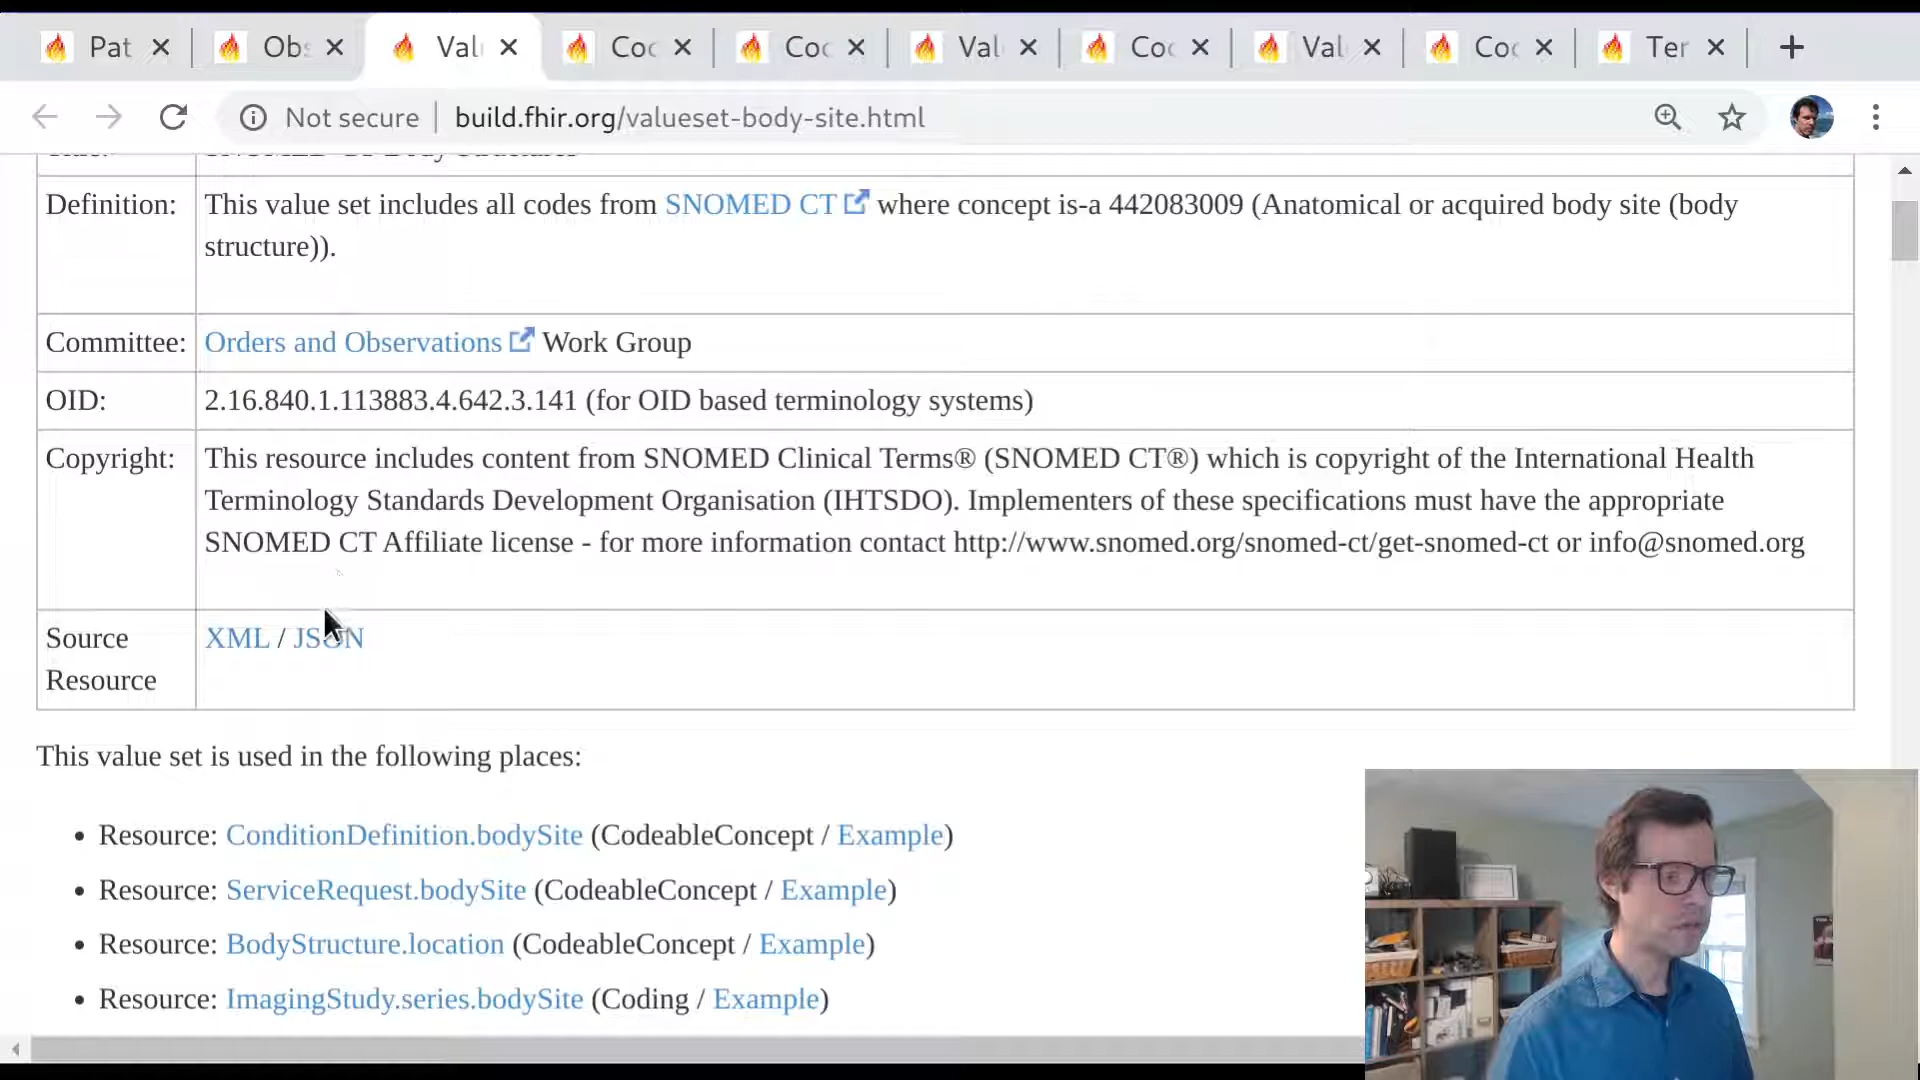 Pat
Obs
Val
Coc
Coc
Val
Coc
Val
Coc
Ter
Not secure
build.fhir.org/valueset-body-site.html
Definition: This value set includes all codes from SNOMED CT where concept is-a 442083009 (Anatomical or acquired body site (body
structure)).
Committee: Orders and Observations Work Group
OID: 2.16.840.1.113883.4.642.3.141 (for OID based terminology systems)
Copyright: This resource includes content from SNOMED Clinical Terms® (SNOMED CT®) which is copyright of the International Health
Terminology Standards Development Organisation (IHTSDO). Implementers of these specifications must have the appropriate
SNOMED CT Affiliate license - for more information contact http://www.snomed.org/snomed-ct/get-snomed-ct or info@snomed.org
Source XML / JSON
Resource
This value set is used in the following places:
• Resource: ConditionDefinition.bodySite (CodeableConcept / Example)
• Resource: ServiceRequest.bodySite (CodeableConcept / Example)
• Resource: BodyStructure.location (CodeableConcept / Example)
• Resource: ImagingStudy.series.bodySite (Coding / Example)